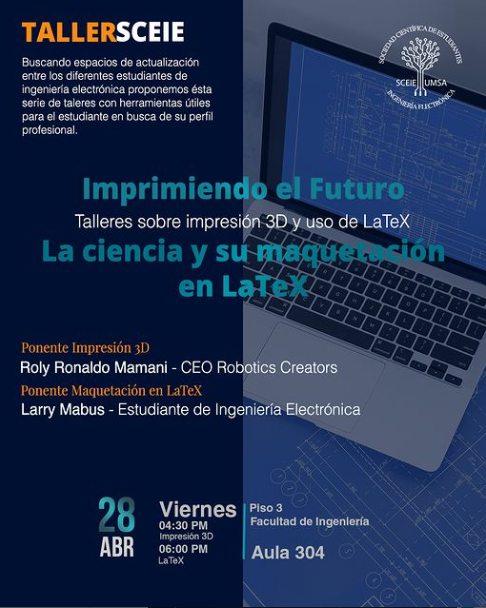 TALLERSCEIE
Buscando espacios de actualización
entre los diferentes estudiantes de
ingeniería electrónica proponemos ésta
serie de taleres con herramientas útiles
para el estudiante en busca de su perfil
profesional.
SOCIEDAD CIENTÍFICA DE ESTUDIANTES
SCEIE UMSA
INGENIERÍA ELECTRÓNICA
Imprimiendo el Futuro
Talleres sobre impresión 3D y uso de LaTeX
La ciencia y su maquetación
en LaTeX
Ponente Impresión 3D
Roly Ronaldo Mamani - CEO Robotics Creators
Ponente Maquetación en LaTeX
Larry Mabus - Estudiante de Ingeniería Electrónica
28
ABR
Viernes
04:30 PM
Impresión 3D
06:00 PM
LaTeX
Piso 3
Facultad de Ingeniería
Aula 304